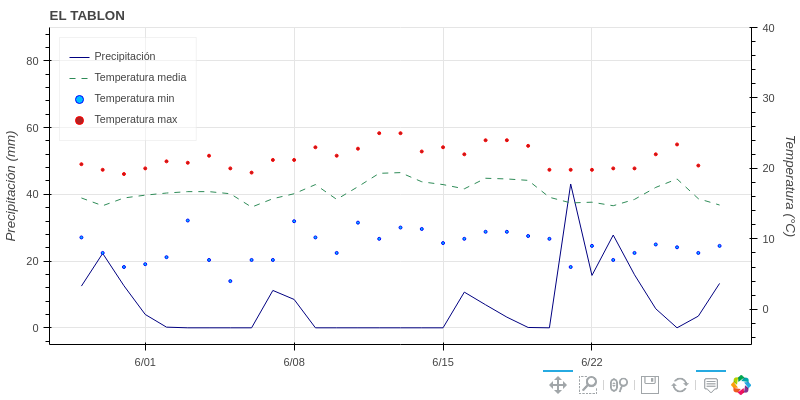 EL TABLON
Precipitación
Temperatura media
Temperatura min
Temperatura max
Precipitación (mm)
80
60
40
20
0
40
30
20
10
0
Temperatura (°C)
6/01
6/08
6/15
6/22